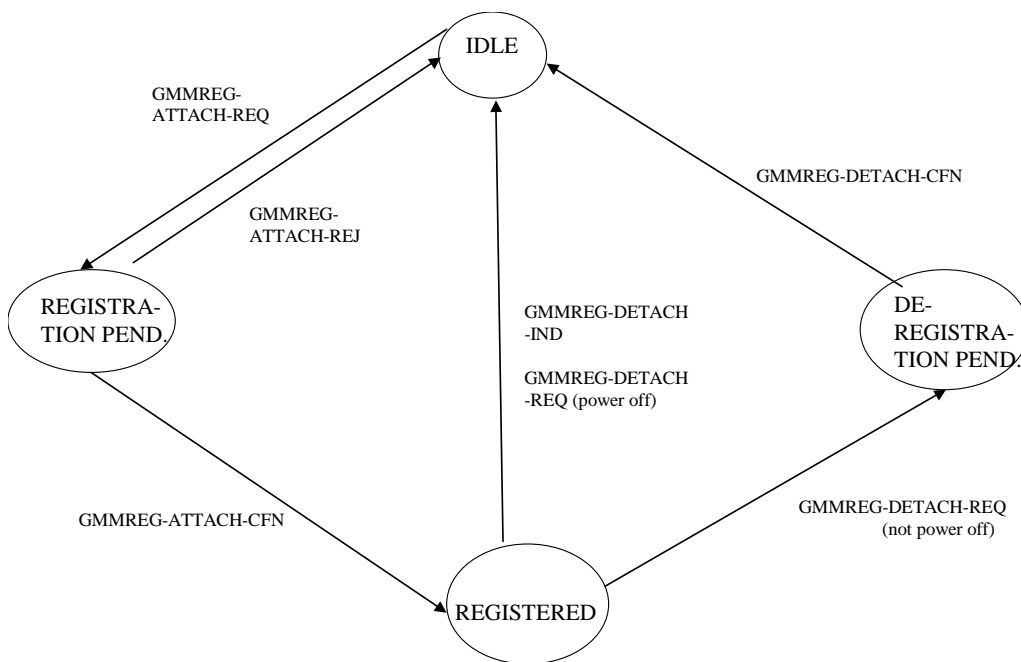 IDLE
GMMREG-
ATTACH-REQ
GMMREG-DETACH-CFN
GMMREG-
ATTACH-REJ
REGISTRA-
TION PEND.
GMMREG-DETACH
-IND
GMMREG-DETACH
-REQ (power off)
DE-
REGISTRA-
TION PEND.
GMMREG-ATTACH-CFN
GMMREG-DETACH-REQ
(not power off)
REGISTERED